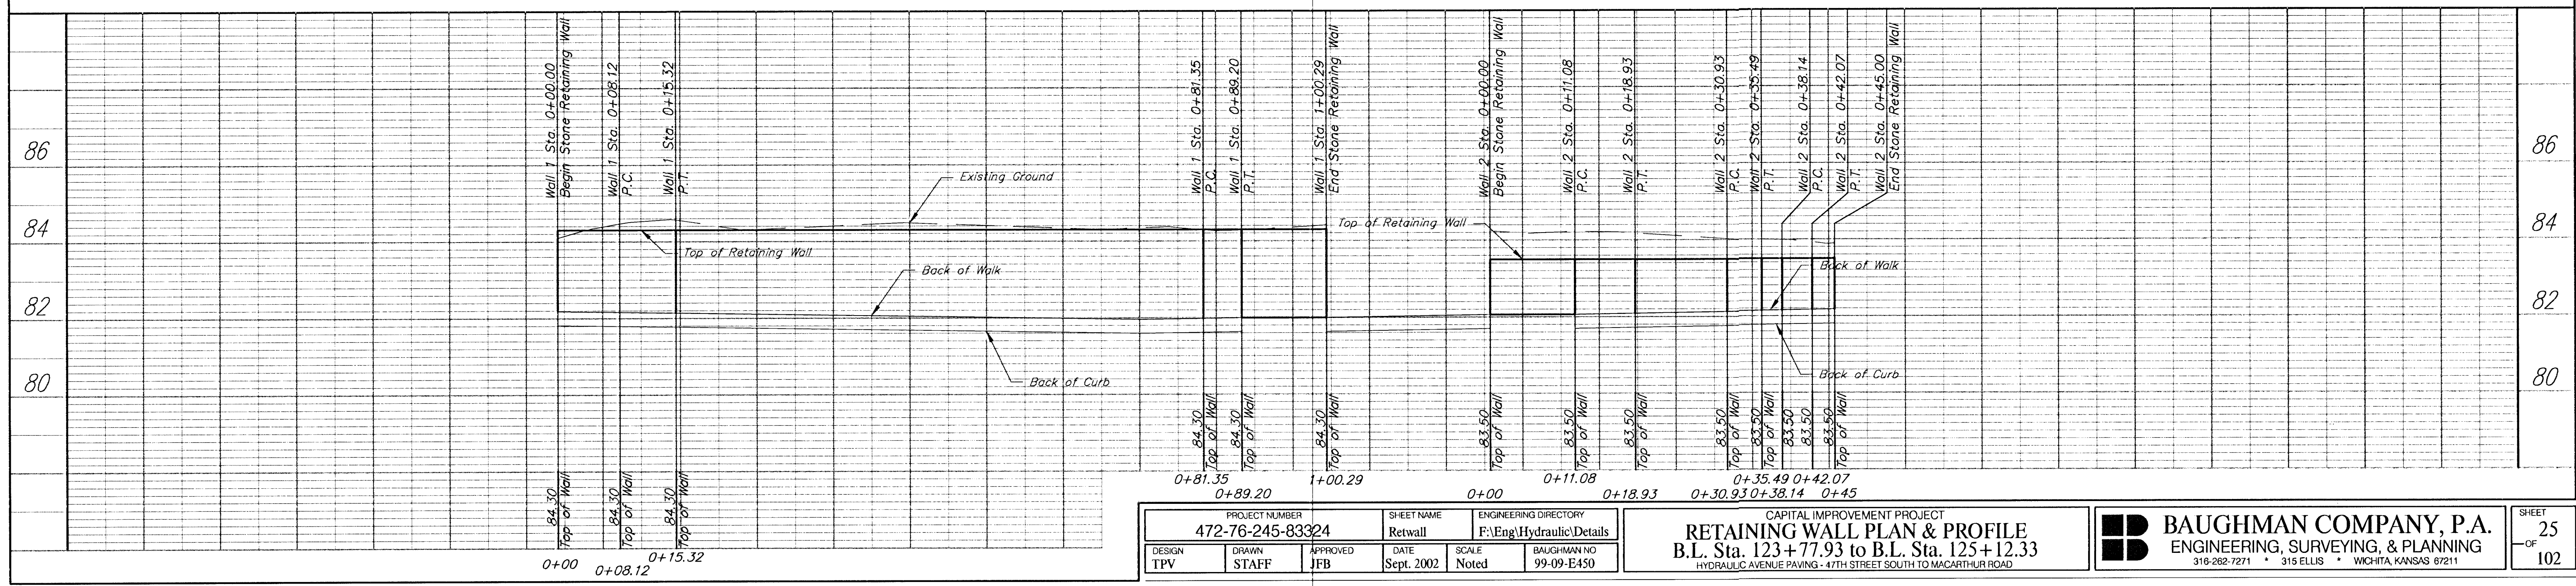 Wall 1 Sta. 0+00.00
Begin Stone Retaining Wall
Wall 1 Sta. 0+08.12
P.C.
Wall 1 Sta. 0+15.32
P.T.
Wall 1 Sta. 0+81.35
P.C.
Wall 1 Sta. 0+89.20
P.T.
Wall 1 Sta. 1+00.29
End Stone Retaining Wall
Wall 2 Sta. 0+00.00
Begin Stone Retaining Wall
Wall 2 Sta. 0+11.08
P.C.
Wall 2 Sta. 0+18.93
P.T.
Wall 2 Sta. 0+30.93
P.C.
Wall 2 Sta. 0+35.49
P.T.
Wall 2 Sta. 0+38.14
P.C.
Wall 2 Sta. 0+42.07
P.T.
Wall 2 Sta. 0+45.00
End Stone Retaining Wall
86
86
Existing Ground
84
Top of Retaining Wall
84
Top of Retaining Wall
Back of Walk
Back of Walk
82
82
80
Back of Curb
Back of Curb
80
84.30
Top of Wall
84.30
Top of Wall
84.30
Top of Wall
84.30
Top of Wall
84.30
Top of Wall
84.30
Top of Wall
83.50
Top of Wall
83.50
Top of Wall
83.50
Top of Wall
83.50
Top of Wall
83.50
Top of Wall
83.50
83.50
83.50
Top of Wall
0+00
0+08.12
0+15.32
0+81.35
0+89.20
1+00.29
0+00
0+11.08
0+18.93
0+30.93
0+35.49
0+38.14
0+42.07
0+45
PROJECT NUMBER
472-76-245-83324
SHEET NAME
Retwall
ENGINEERING DIRECTORY
F:\Eng\Hydraulic\Details
DESIGN
TPV
DRAWN
STAFF
APPROVED
JFB
DATE
Sept. 2002
SCALE
Noted
BAUGHMAN NO
99-09-E450
CAPITAL IMPROVEMENT PROJECT
RETAINING WALL PLAN & PROFILE
B.L. Sta. 123+77.93 to B.L. Sta. 125+12.33
HYDRAULIC AVENUE PAVING - 47TH STREET SOUTH TO MACARTHUR ROAD
BAUGHMAN COMPANY, P.A.
ENGINEERING, SURVEYING, & PLANNING
316-262-7271 * 315 ELLIS * WICHITA, KANSAS 67211
SHEET
25
OF
102